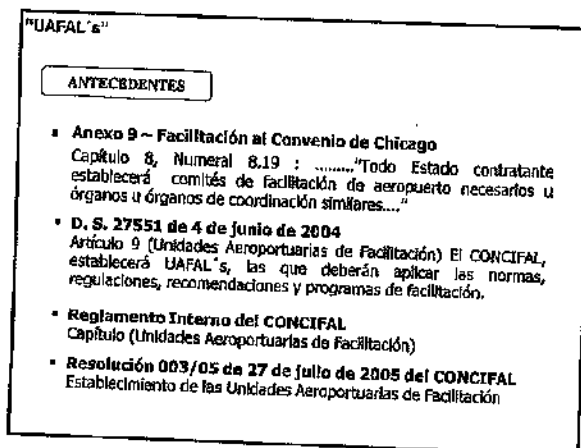 "UAFAL´s"
ANTECEDENTES
▪ Anexo 9 – Facilitación al Convenio de Chicago
Capítulo 8, Numeral 8.19 : ........."Todo Estado contratante
establecerá comités de facilitación de aeropuerto necesarios u
órganos u órganos de coordinación similares...."
▪ D. S. 27551 de 4 de junio de 2004
Artículo 9 (Unidades Aeroportuarias de Facilitación) El CONCIFAL,
establecerá UAFAL´s, las que deberán aplicar las normas,
regulaciones, recomendaciones y programas de facilitación.
▪ Reglamento Interno del CONCIFAL
Capítulo (Unidades Aeroportuarias de Facilitación)
▪ Resolución 003/05 de 27 de julio de 2005 del CONCIFAL
Establecimiento de las Unidades Aeroportuarias de Facilitación